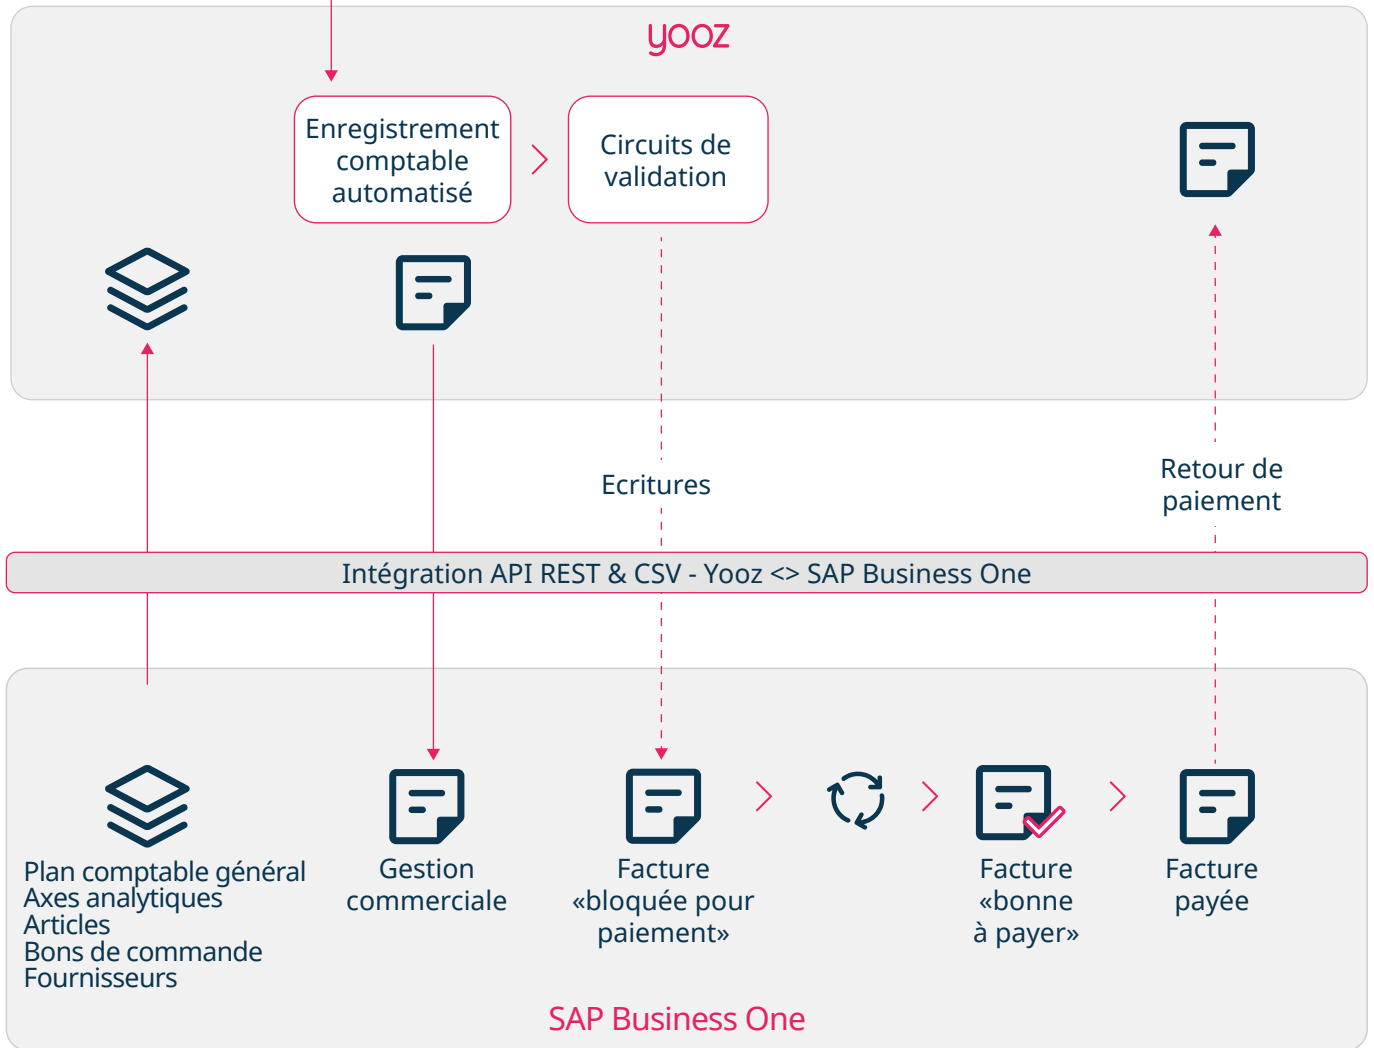 yooz
Enregistrement
comptable
automatisé
Circuits de
validation
Ecritures
Retour de
paiement
Intégration API REST & CSV - Yooz <> SAP Business One
Plan comptable général
Axes analytiques
Articles
Bons de commande
Fournisseurs
Gestion
commerciale
Facture
«bloquée pour
paiement»
Facture
«bonne
à payer»
Facture
payée
SAP Business One